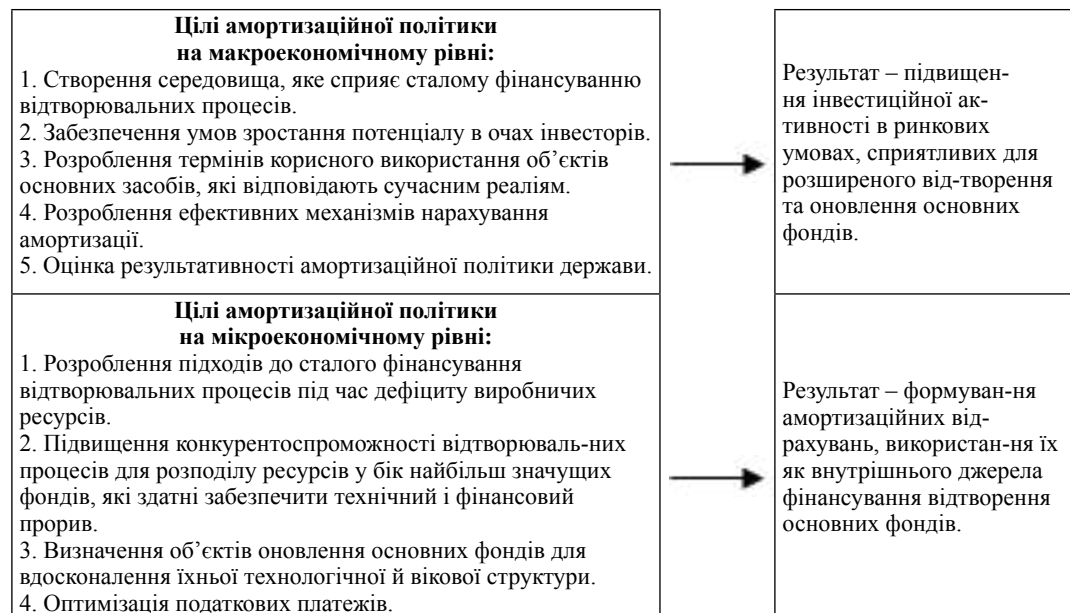 Цілі амортизаційної політики
на макроекономічному рівні:
1. Створення середовища, яке сприяє сталому фінансуванню
відтворювальних процесів.
2. Забезпечення умов зростання потенціалу в очах інвесторів.
3. Розроблення термінів корисного використання об’єктів
основних засобів, які відповідають сучасним реаліям.
4. Розроблення ефективних механізмів нарахування
амортизації.
5. Оцінка результативності амортизаційної політики держави.
Результат – підвищен-
ня інвестиційної ак-
тивності в ринкових
умовах, сприятливих для
розширеного від-творення
та оновлення основних
фондів.
Цілі амортизаційної політики
на мікроекономічному рівні:
1. Розроблення підходів до сталого фінансування
відтворювальних процесів під час дефіциту виробничих
ресурсів.
2. Підвищення конкурентоспроможності відтворюваль-них
процесів для розподілу ресурсів у бік найбільш значущих
фондів, які здатні забезпечити технічний і фінансовий
прорив.
3. Визначення об’єктів оновлення основних фондів для
вдосконалення їхньої технологічної й вікової структури.
4. Оптимізація податкових платежів.
Результат – формуван-ня
амортизаційних від-
рахувань, використан-ня їх
як внутрішнього джерела
фінансування відтворення
основних фондів.